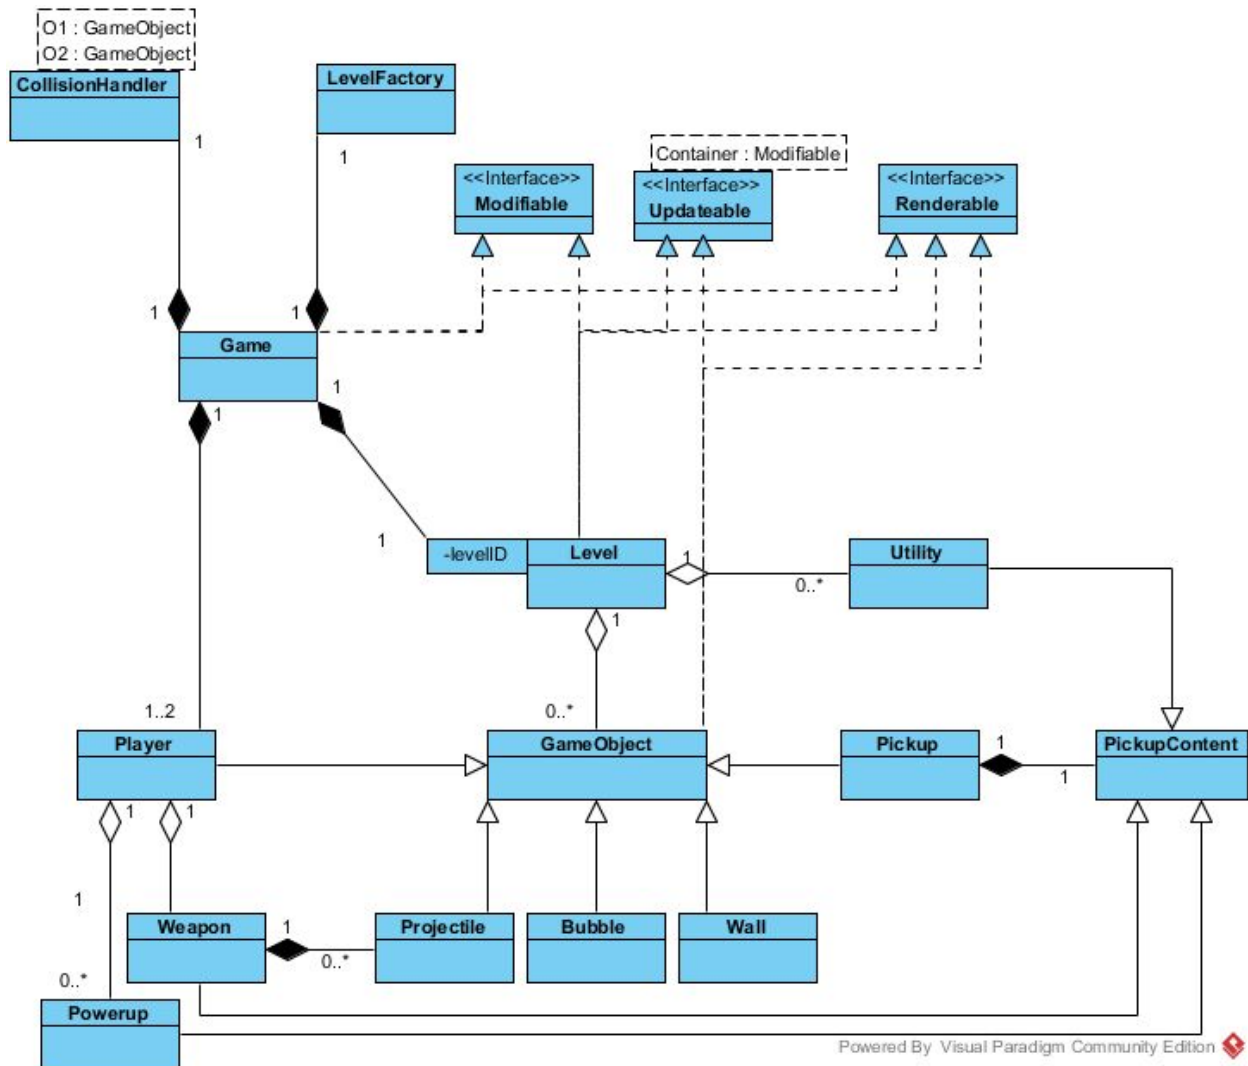 O1 : GameObject
O2 : GameObject
CollisionHandler
LevelFactory
1
1
Container : Modifiable
<<Interface>>
Modifiable
<<Interface>>
Updateable
<<Interface>>
Renderable
1
1
Game
1
1
1
-levelID
Level
1
0..*
Utility
1
0..*
1..2
Player
GameObject
Pickup
1
1
PickupContent
1
1
1
Weapon
1
0..*
Projectile
Bubble
Wall
0..*
Powerup
Powered By Visual Paradigm Community Edition